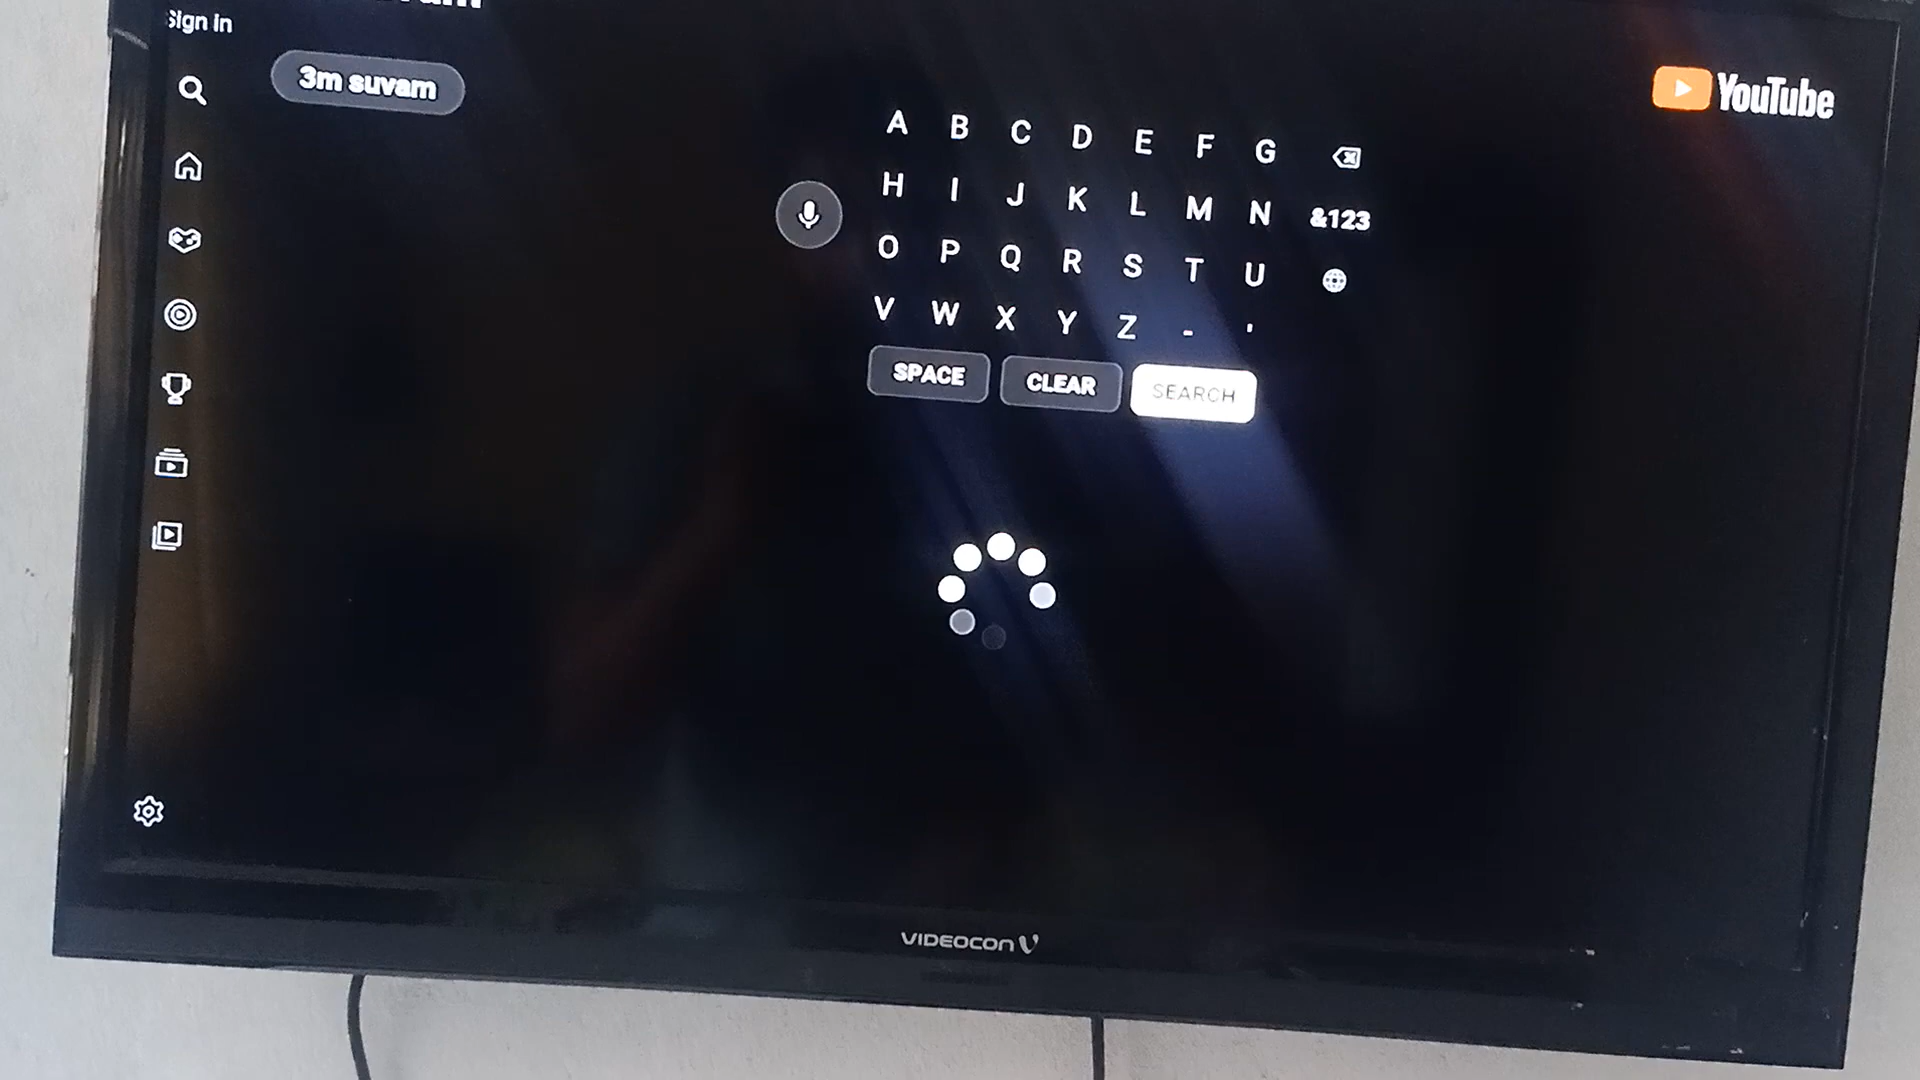 Sign in
3m suvam
YouTube
A B C D E F G
H I J K L M N &123
O P Q R S T U
V W X Y Z - '
SPACE CLEAR SEARCH
VIDEOCON